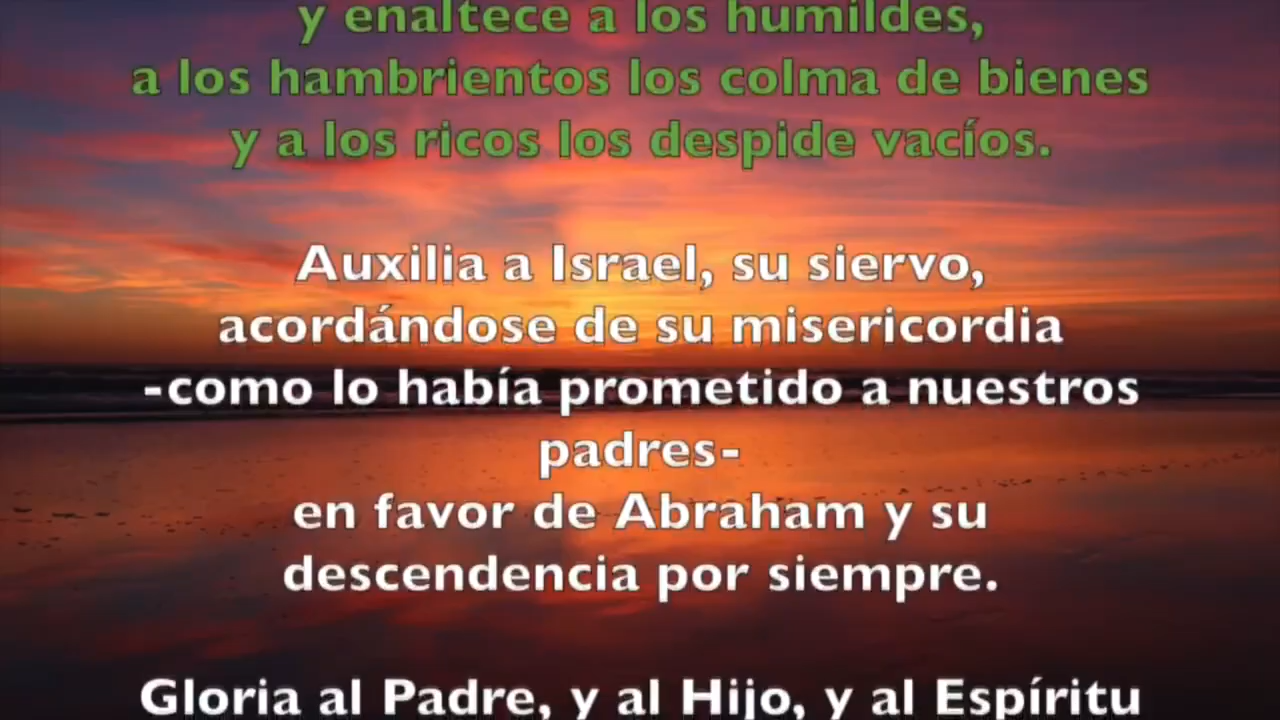 y enaltece a los humildes,
a los hambrientos los colma de bienes
y a los ricos los despide vacíos.
Auxilia a Israel, su siervo,
acordándose de su misericordia
-como lo había prometido a nuestros
padres-
en favor de Abraham y su
descendencia por siempre.
Gloria al Padre, y al Hijo, y al Espíritu